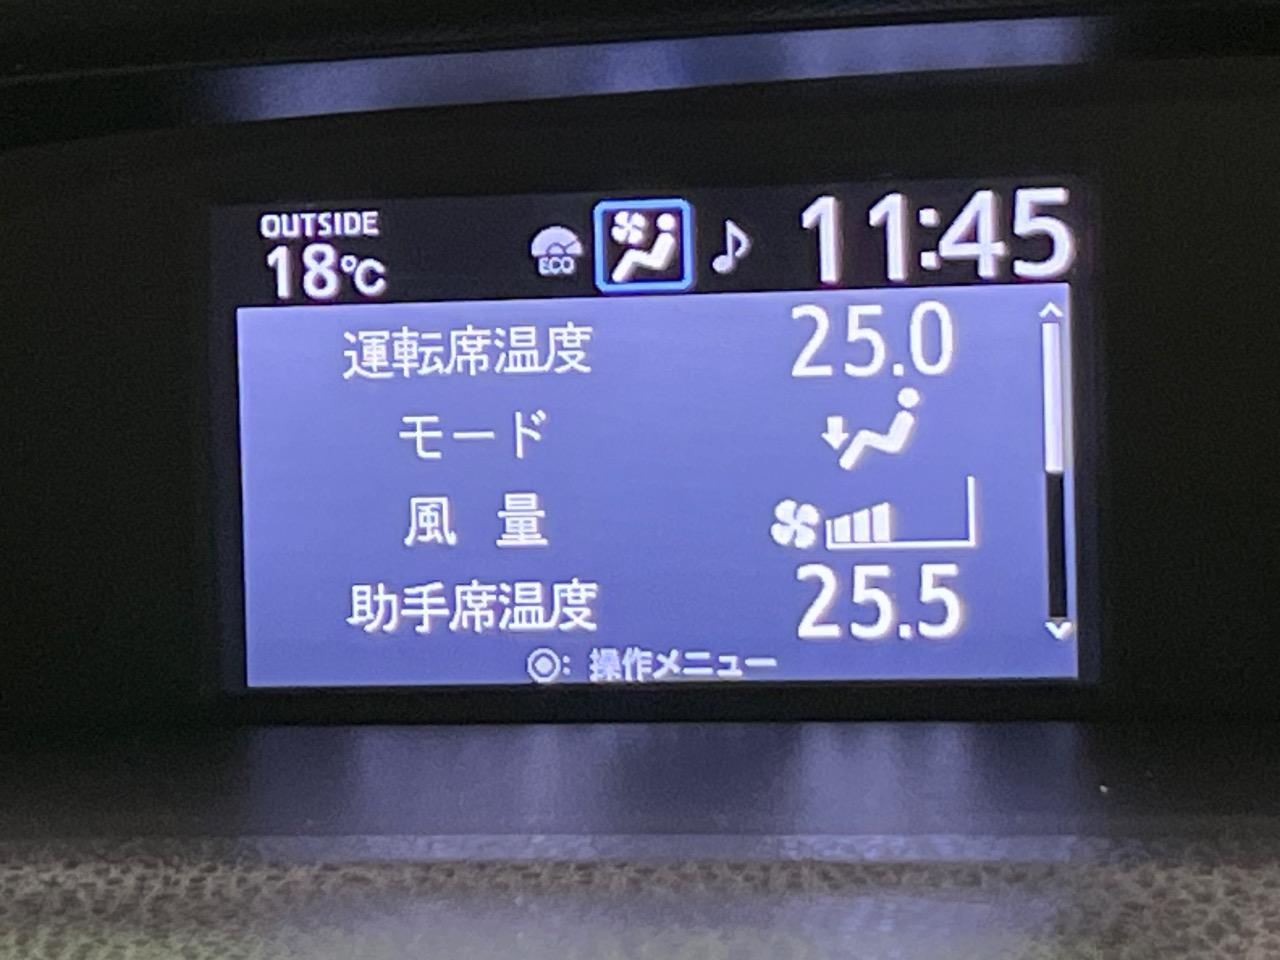 OUTSIDE
18℃
ECO
11:45
運転席温度 25.0
モード
風 量
助手席温度 25.5
◉: 操作メニュー